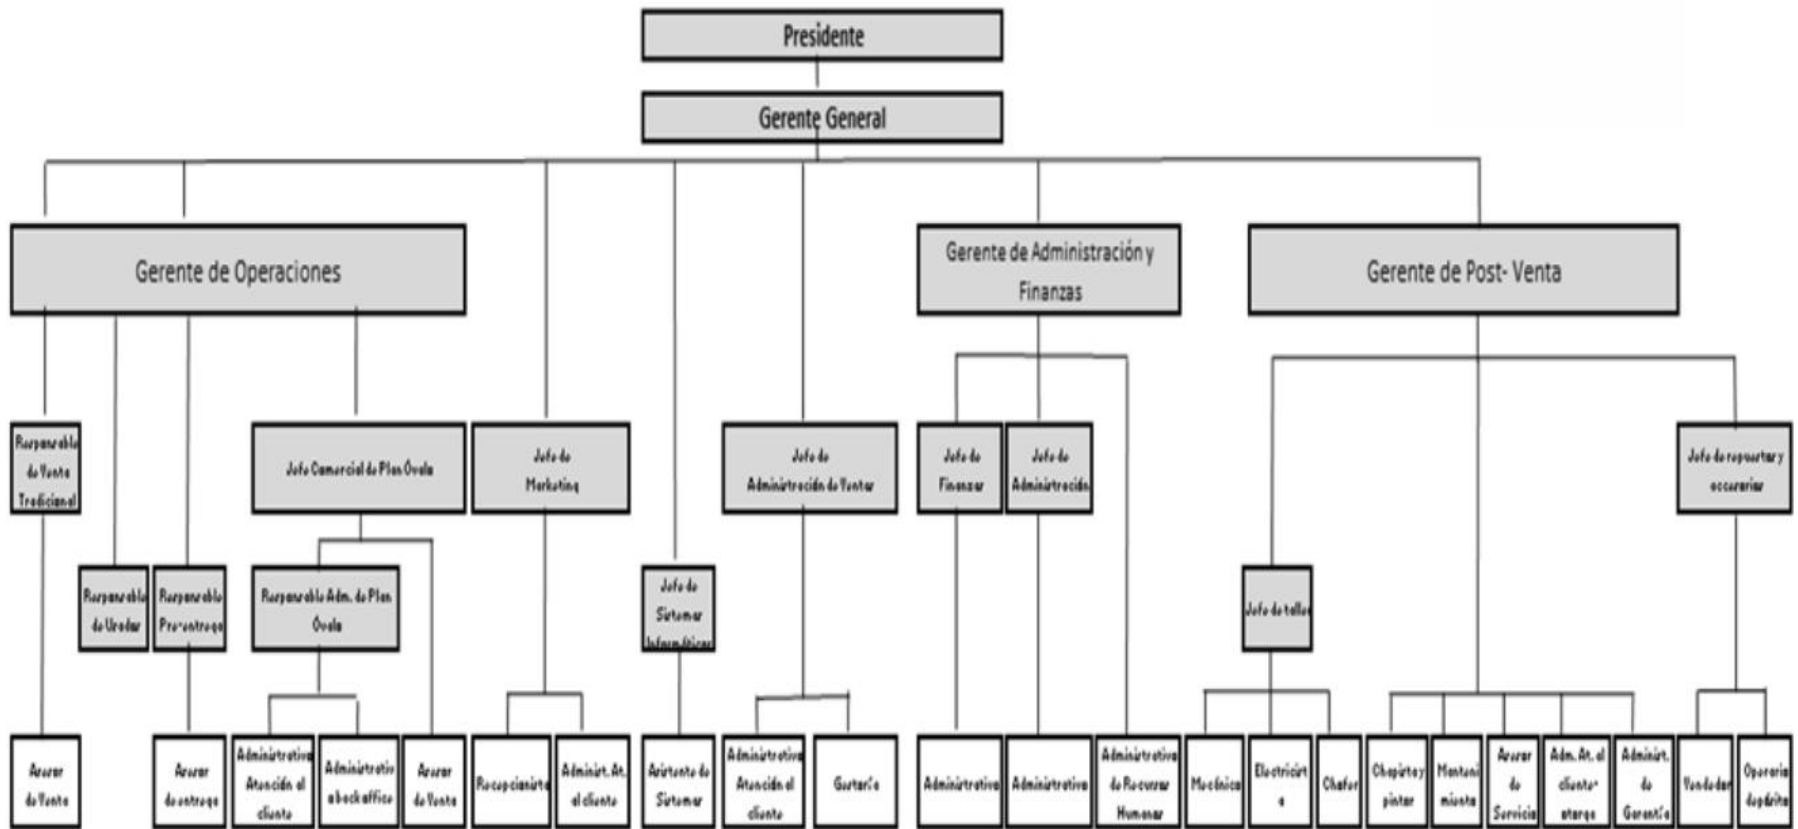 Presidente
Gerente General
Gerente de Operaciones
Gerente de Administración y
Finanzas
Gerente de Post- Venta
Responsable
de Venta
Tradicional
Jefe Comercial de Plan Óvalo
Jefe de
Marketing
Jefe de
Administración de Ventas
Jefe de
Finanzas
Jefe de
Administración
Jefe de repuestos y
accesorios
Responsable
de Usados
Responsable
Pre-entrega
Responsable Adm. de Plan
Óvalo
Jefe de
Sistemas
Informáticos
Jefe de taller
Asesor
de Venta
Asesor
de entrega
Administrativo
Atención al
cliente
Administrativ
o backoffice
Asesor
de Venta
Recepcionista
Administ. At.
al cliente
Asistente de
Sistemas
Administrativo
Atención al
cliente
Gestoría
Administrativo
Administrativo
Administrativo
de Recursos
Humanos
Mecánico
Electricist
a
Chofer
Chapista y
pintor
Manteni
miento
Asesor
de
Servicio
Adm. At. al
cliente-
Administ.
de
Garantía
Vendedor
Operario
depósito